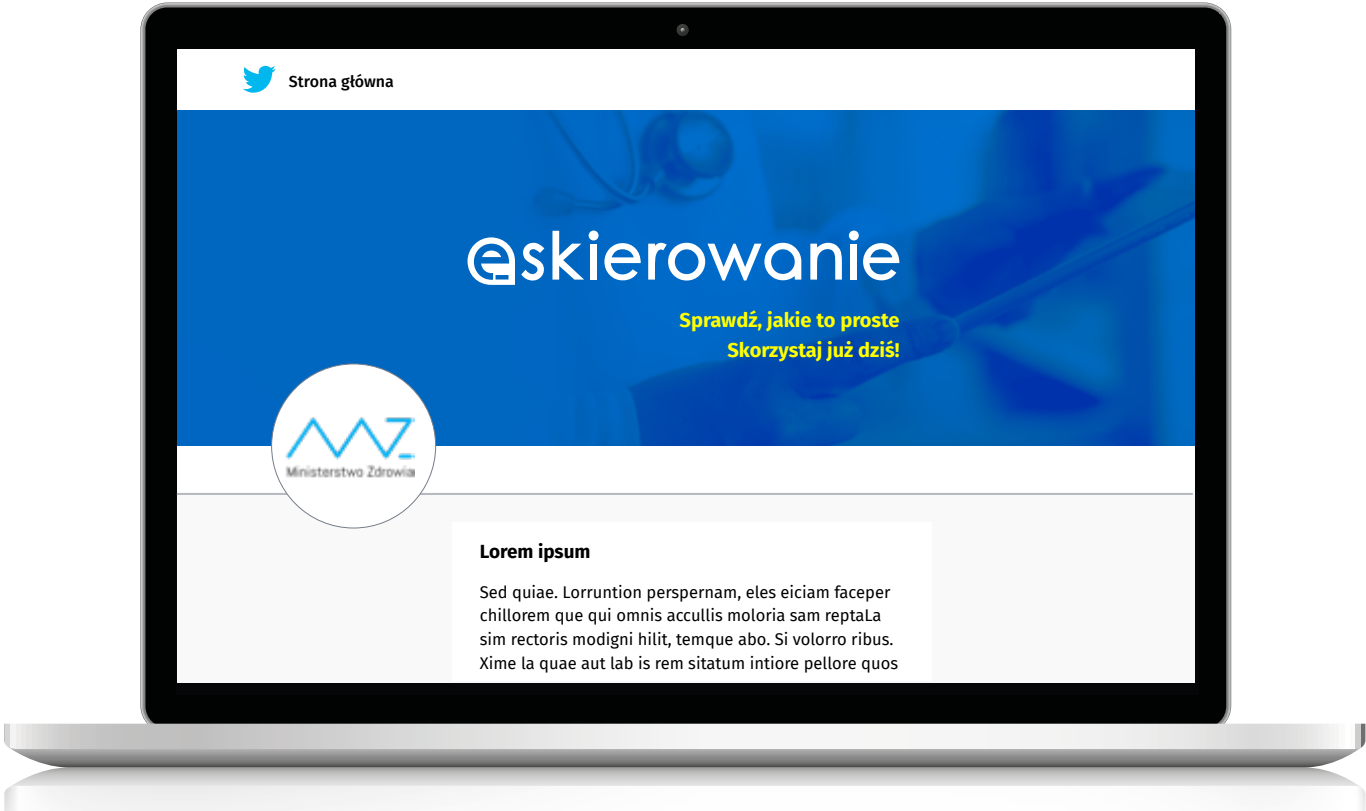 Strona główna
eskierowanie
Sprawdź, jakie to proste
Skorzystaj już dziś!
MZ
Ministerstwo Zdrowia
Lorem ipsum
Sed quiae. Lorruntion perspernam, eles eiciam faceper
chillorem que qui omnis accullis moloria sam reptaLa
sim rectoris modigni hilit, temque abo. Si volorro ribus.
Xime la quae aut lab is rem sitatum intiore pellore quos